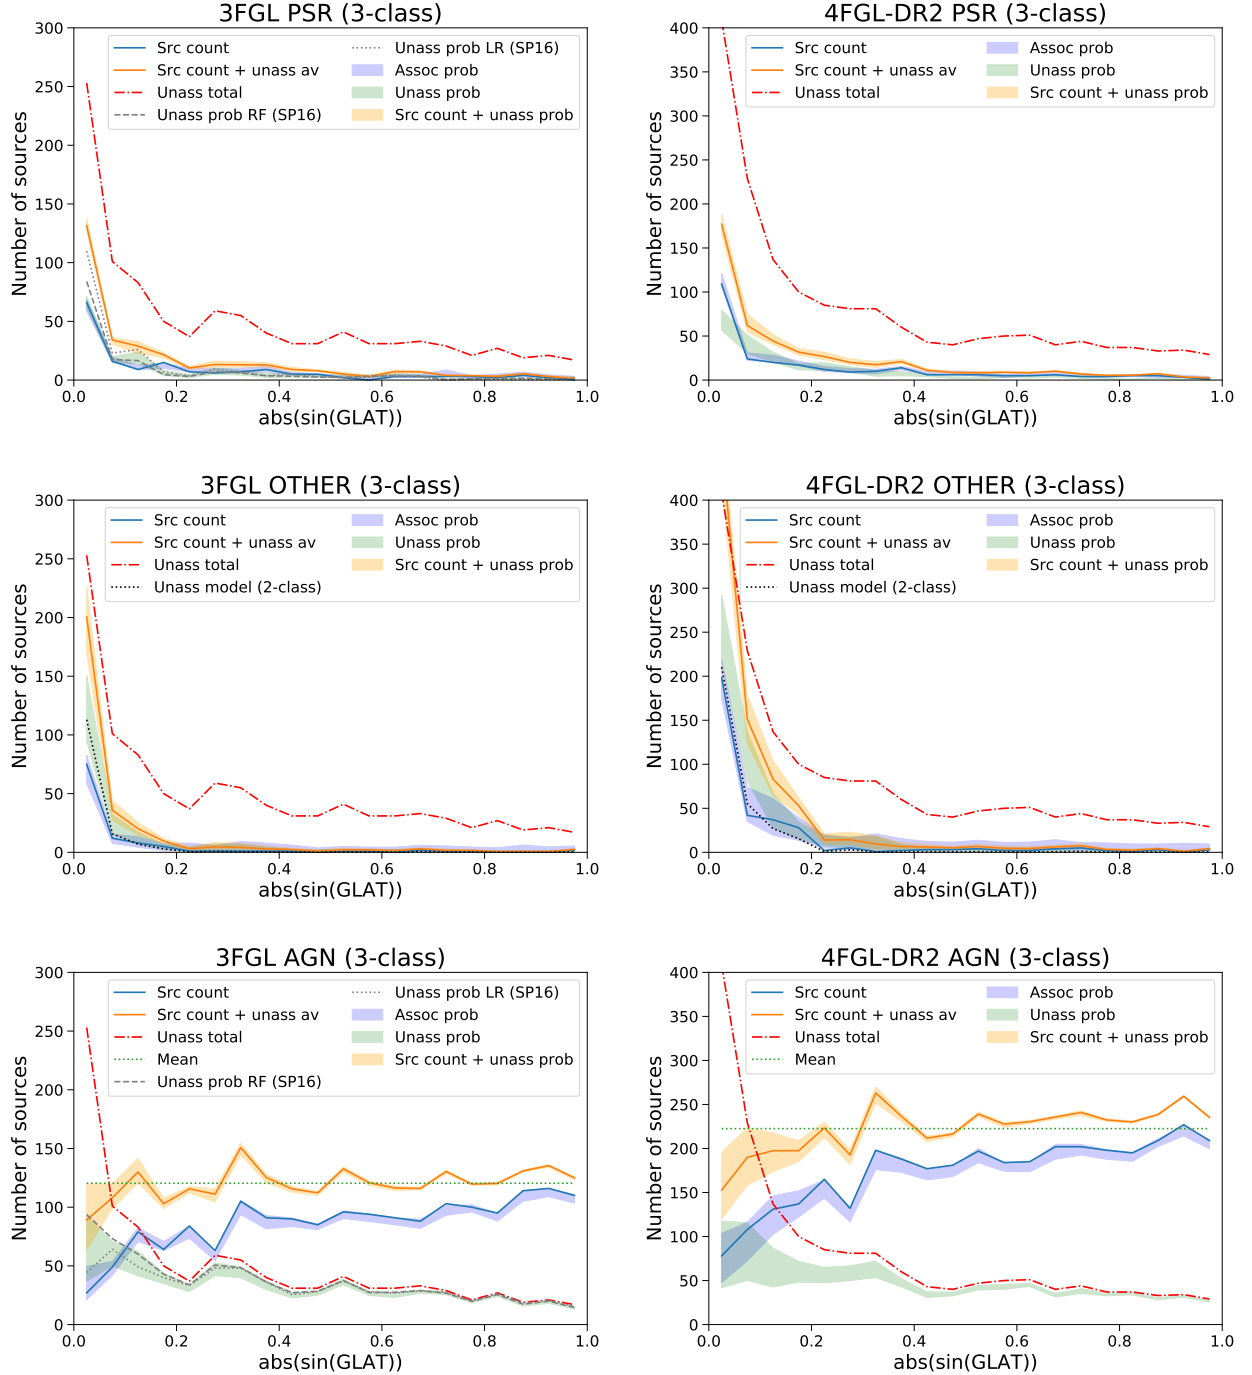 3FGL PSR (3-class)
300
250
200
150
100
50
0
Number of sources
Src count
Src count + unass av
Unass total
Unass prob RF (SP16)
Unass prob LR (SP16)
Assoc prob
Unass prob
Src count + unass prob
0.0 0.2 0.4 0.6 0.8 1.0
abs(sin(GLAT))
4FGL-DR2 PSR (3-class)
400
350
300
250
200
150
100
50
0
Number of sources
Src count
Src count + unass av
Unass total
Assoc prob
Unass prob
Src count + unass prob
0.0 0.2 0.4 0.6 0.8 1.0
abs(sin(GLAT))
3FGL OTHER (3-class)
300
250
200
150
100
50
0
Number of sources
Src count
Src count + unass av
Unass total
Unass model (2-class)
Assoc prob
Unass prob
Src count + unass prob
0.0 0.2 0.4 0.6 0.8 1.0
abs(sin(GLAT))
4FGL-DR2 OTHER (3-class)
400
350
300
250
200
150
100
50
0
Number of sources
Src count
Src count + unass av
Unass total
Unass model (2-class)
Assoc prob
Unass prob
Src count + unass prob
0.0 0.2 0.4 0.6 0.8 1.0
abs(sin(GLAT))
3FGL AGN (3-class)
300
250
200
150
100
50
0
Number of sources
Src count
Src count + unass av
Unass total
Mean
Unass prob RF (SP16)
Unass prob LR (SP16)
Assoc prob
Unass prob
Src count + unass prob
0.0 0.2 0.4 0.6 0.8 1.0
abs(sin(GLAT))
4FGL-DR2 AGN (3-class)
400
350
300
250
200
150
100
50
0
Number of sources
Src count
Src count + unass av
Unass total
Mean
Assoc prob
Unass prob
Src count + unass prob
0.0 0.2 0.4 0.6 0.8 1.0
abs(sin(GLAT))